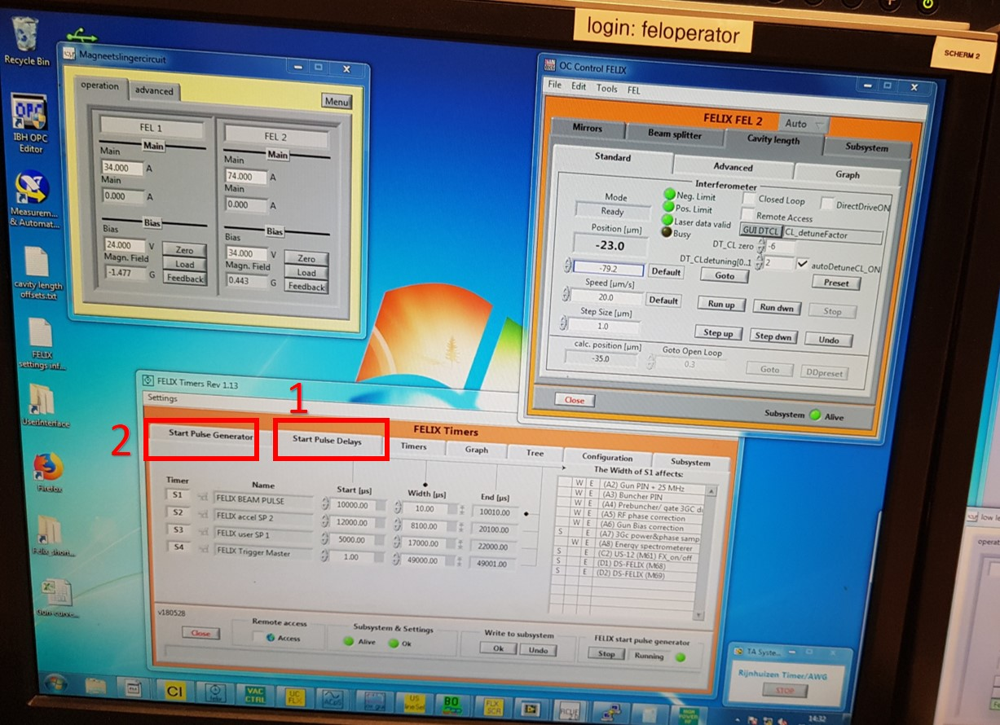 login: feloperator
SCHERM 2
Recycle Bin
IBH OPC
Editor
Measurem...
& Automat...
cavity length
offsets.txt
FELIX
settings int...
UserInterface
Firefox
Felix_short...
Gun-curve...
Magneetslingercircuit
operation
advanced
Menu
FEL 1
Main
Main
34.000 A
Main
0.000 A
Bias
Bias
24.000 V
Magn. Field
-1.477 G
Zero
Load
Feedback
FEL 2
Main
Main
74.000 A
Main
0.000 A
Bias
Bias
34.000 V
Magn. Field
0.443 G
Zero
Load
Feedback
OC Control FELIX
File Edit Tools FEL
FELIX FEL 2 Auto
Mirrors Beam splitter Cavity length Subsystem
Standard Advanced Graph
Interferometer
Mode
Ready
Position [µm]
-23.0
-79.2 Default
Speed [µm/s]
20.0 Default
Step Size [µm]
1.0
calc. position [µm]
-35.0
Neg. Limit
Pos. Limit
Laser data valid
Busy
Closed Loop
DirectDriveON
Remote Access
GUI DTCL CL_detuneFactor
DT_CL zero -6
DT_CLdetuning[0..1 2 autoDetuneCL_ON
Goto Preset
Run up Run dwn Stop
Step up Step dwn Undo
Goto Open Loop
0.3 Goto DDpreset
Close
Subsystem Alive
FELIX Timers Rev 1.13
Settings
1
2
FELIX Timers
Start Pulse Generator Start Pulse Delays Timers Graph Tree Configuration Subsystem
Timer Name Start [µs] Width [µs] End [µs]
S1 FELIX BEAM PULSE 10000.00 10.00 10010.00
S2 FELIX accel SP 2 12000.00 8100.00 20100.00
S3 FELIX user SP 1 5000.00 17000.00 22000.00
S4 FELIX Trigger Master 1.00 49000.00 49001.00
The Width of S1 affects:
W E (A2) Gun PIN + 25 MHz
W E (A3) Buncher PIN
W E (A4) Prebuncher/ gate 3GC
W E (A5) RF phase correction
W E (A6) Gun Bias correction
S E (A7) 3Gc power&phase samp
W E (A8) Energy spectrometerer
S E (C2) US-12 (M61) FX_on/off
S E (D1) DS-FELIX (M68)
S E (D2) DS-FELIX (M69)
v180528
Close
Remote access
Access
Subsystem & Settings
Alive Ok
Write to subsystem
Ok Undo
FELIX start pulse generator
Stop Running
TA Syste...
Rijnhuizen Timer/AWG
STOP
low le
operat
CI
VAC
CTRL
UC
FLX
US
BO
FLX
SCR
HIGH
POWER
14:32